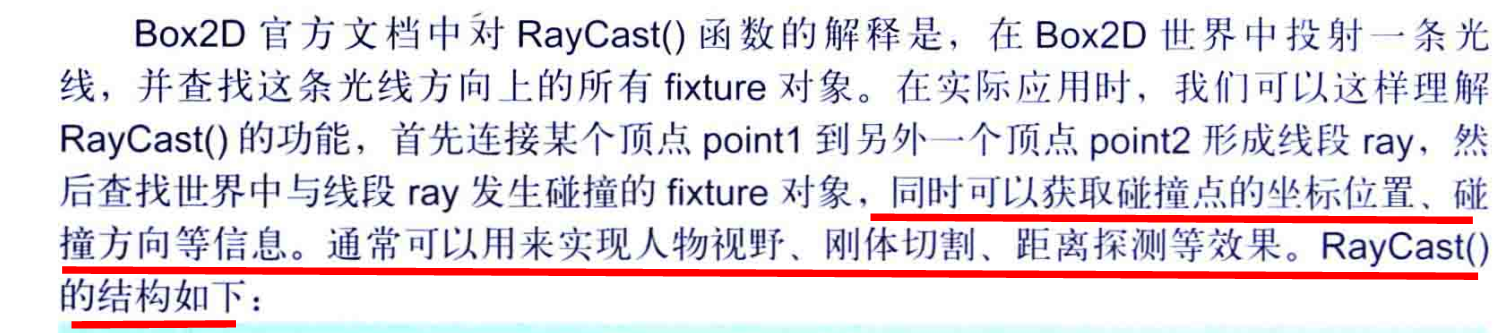 Box2D 官方文档中对 RayCast() 函数的解释是，在 Box2D 世界中投射一条光
线，并查找这条光线方向上的所有 fixture 对象。在实际应用时，我们可以这样理解
RayCast() 的功能，首先连接某个顶点 point1 到另外一个顶点 point2 形成线段 ray，然
后查找世界中与线段 ray 发生碰撞的 fixture 对象，同时可以获取碰撞点的坐标位置、碰
撞方向等信息。通常可以用来实现人物视野、刚体切割、距离探测等效果。RayCast()
的结构如下：